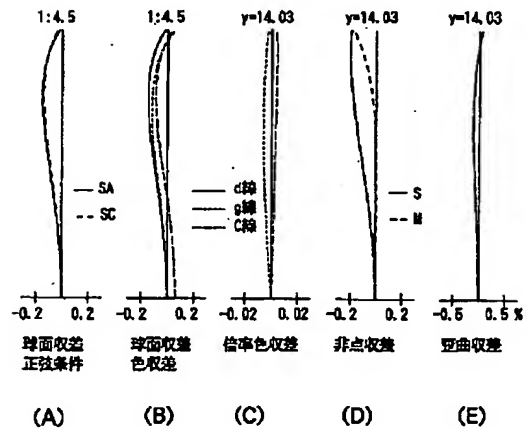 1:4.5
1:4.5
y=14.03
y=14.03
y=14.03
SA
SC
d線
g線
C線
S
M
-0.2 0.2
-0.2 0.2
-0.02 0.02
-0.2 0.2
-0.5 0.5 %
球面収差
正弦条件
球面収差
色収差
倍率色収差
非点収差
歪曲収差
(A)
(B)
(C)
(D)
(E)